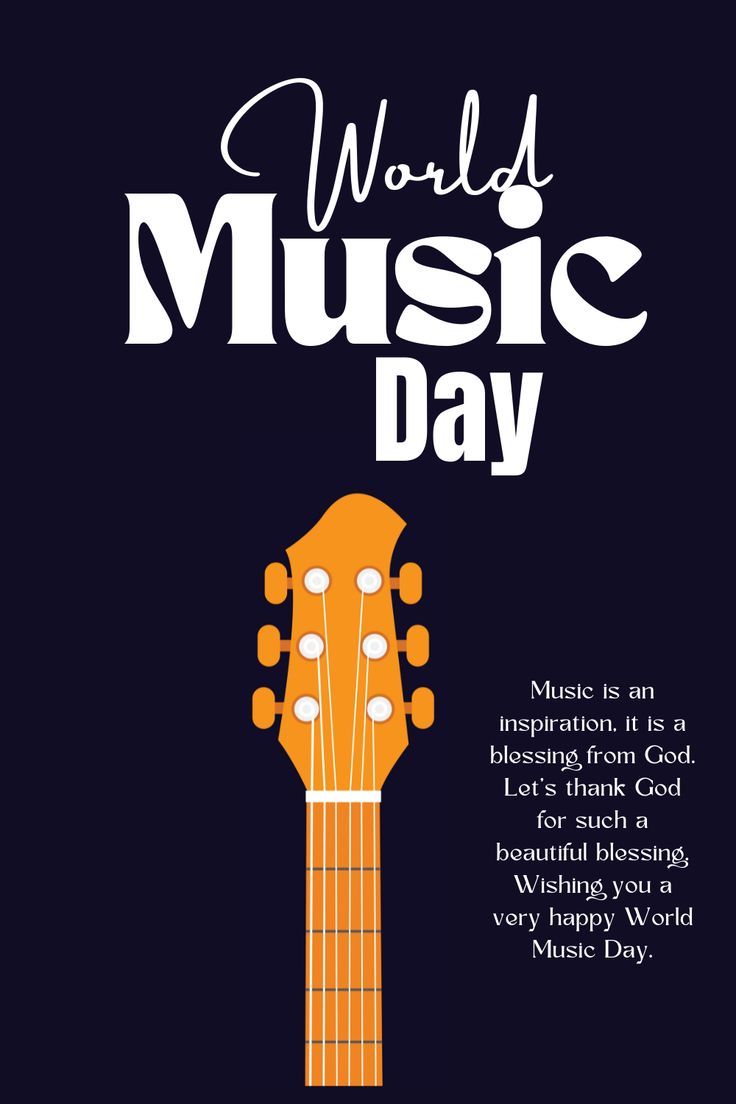 World
Music
Day
Music is an
inspiration, it is a
blessing from God.
Let's thank God
for such a
beautiful blessing.
Wishing you a
very happy World
Music Day.